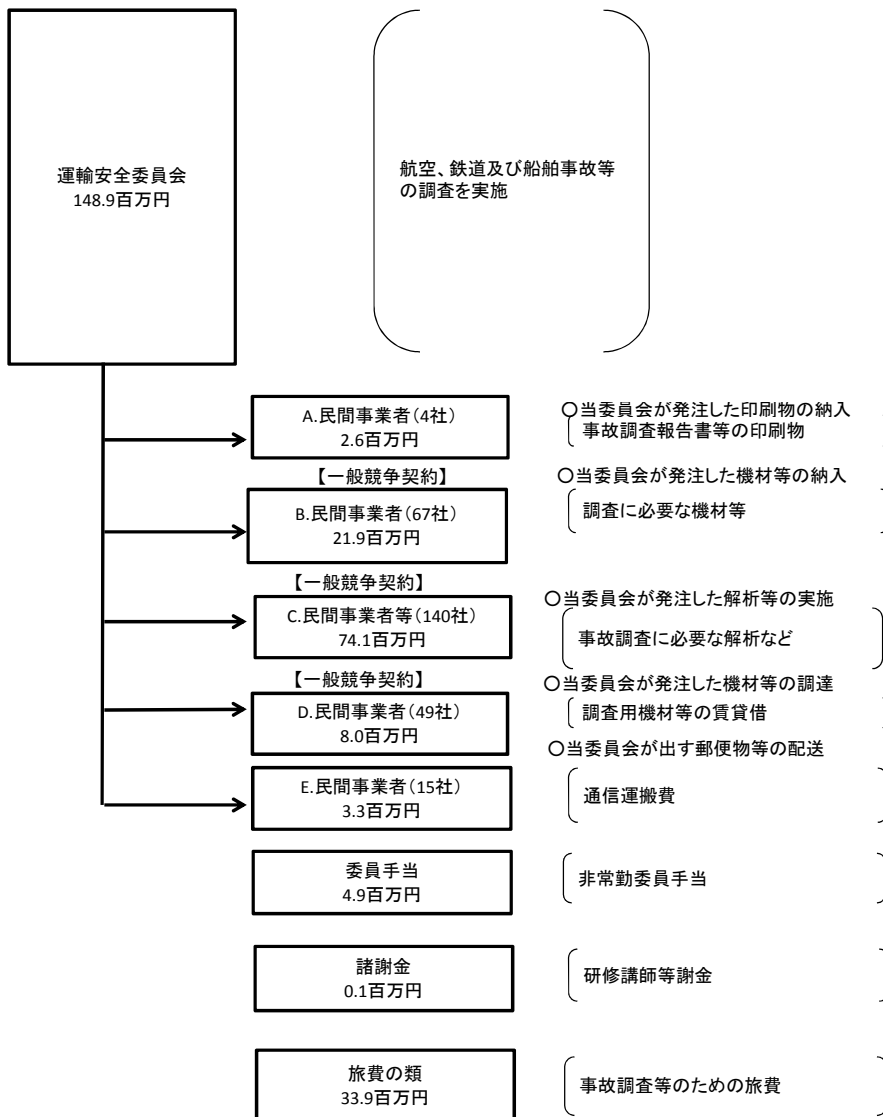 運輸安全委員会
148.9百万円
航空、鉄道及び船舶事故等
の調査を実施
A.民間事業者(4社)
2.6百万円
○当委員会が発注した印刷物の納入
事故調査報告書等の印刷物
【一般競争契約】
○当委員会が発注した機材等の納入
B.民間事業者(67社)
21.9百万円
調査に必要な機材等
【一般競争契約】
○当委員会が発注した解析等の実施
C.民間事業者等(140社)
74.1百万円
事故調査に必要な解析など
【一般競争契約】
○当委員会が発注した機材等の調達
D.民間事業者(49社)
8.0百万円
調査用機材等の賃貸借
○当委員会が出す郵便物等の配送
E.民間事業者(15社)
3.3百万円
通信運搬費
委員手当
4.9百万円
非常勤委員手当
諸謝金
0.1百万円
研修講師等謝金
旅費の類
33.9百万円
事故調査等のための旅費